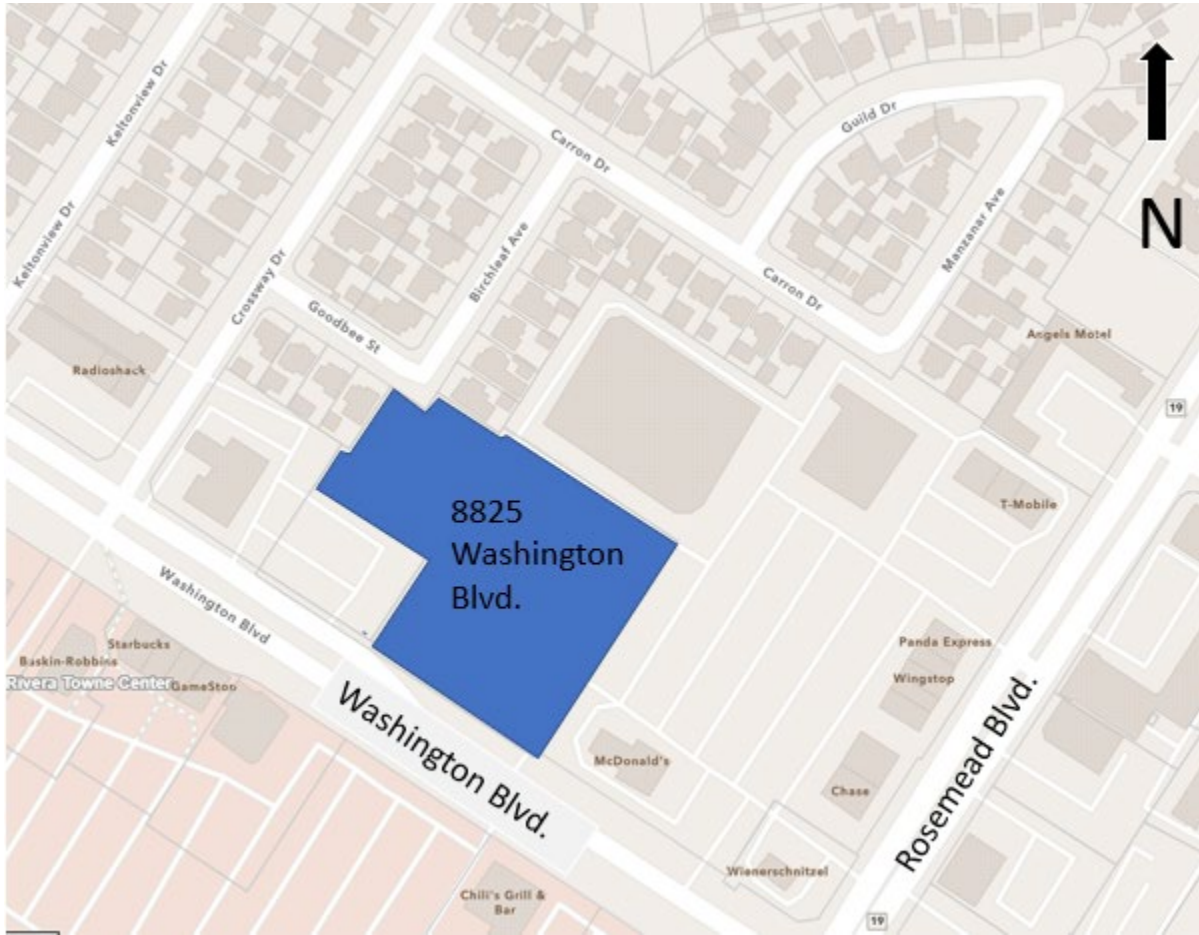 Keltonview Dr
Keltonview Dr
Crossway Dr
Goodbee St
Birchleaf Ave
Carron Dr
Carron Dr
Guild Dr
Manzanar Ave
N
Angels Motel
19
Radioshack
T-Mobile
8825
Washington
Blvd.
Washington Blvd
Starbucks
Baskin-Robbins
Rivera Towne Center
GameStop
Washington Blvd.
McDonald's
Panda Express
Wingstop
Chase
Rosemead Blvd.
Wienerschnitzel
Chili's Grill &
Bar
19